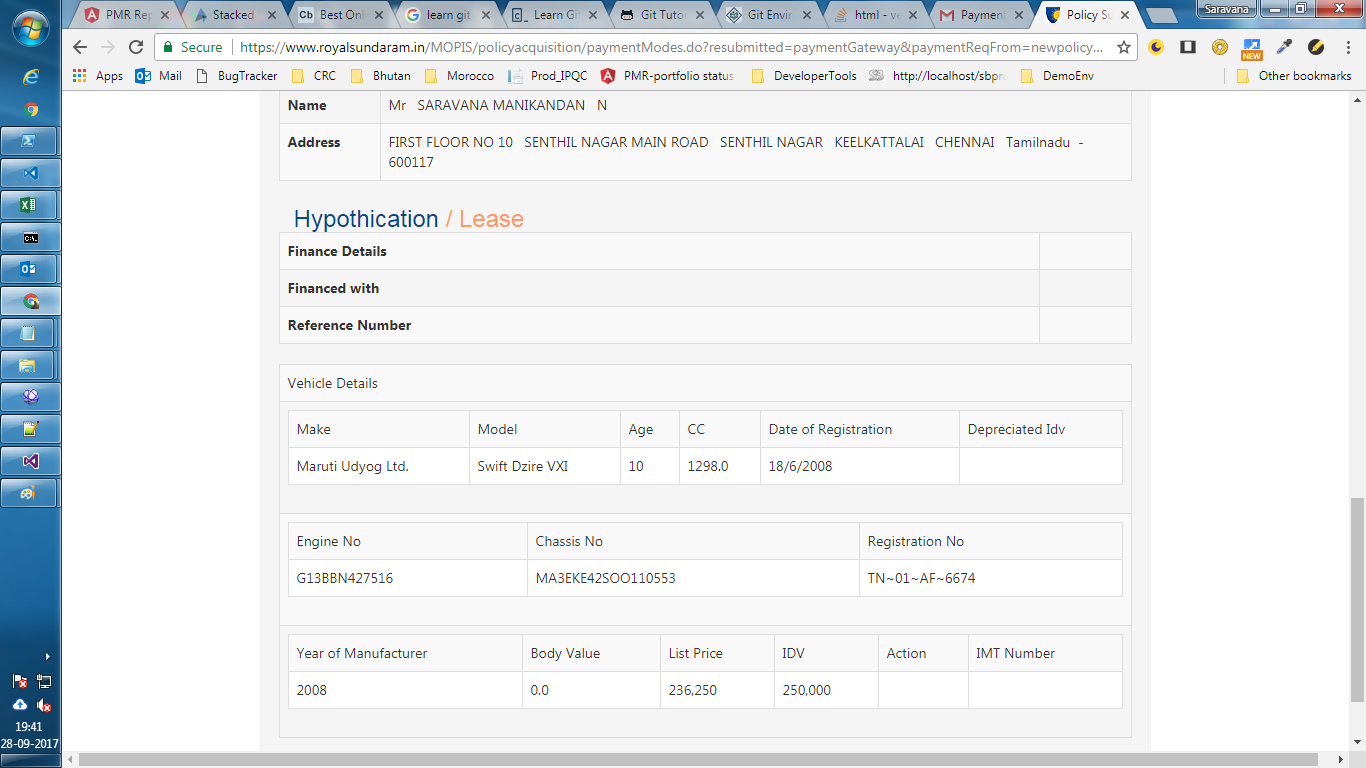 PMR Rep
Stacked
Best Onl
learn git
Learn Gi
Git Tutor
Git Envir
html - ve
Payment
Policy Su
Saravana
Secure
https://www.royalsundaram.in/MOPIS/policyacquisition/paymentModes.do?resubmitted=paymentGateway&paymentReqFrom=newpolicy...
NEW
Apps
Mail
BugTracker
CRC
Bhutan
Morocco
Prod_IPQC
PMR-portfolio status
DeveloperTools
http://localhost/sbpro
DemoEnv
Other bookmarks
Name Mr SARAVANA MANIKANDAN N
Address FIRST FLOOR NO 10 SENTHIL NAGAR MAIN ROAD SENTHIL NAGAR KEELKATTALAI CHENNAI Tamilnadu -
600117
Hypothication / Lease
Finance Details
Financed with
Reference Number
Vehicle Details
Make Model Age CC Date of Registration Depreciated Idv
Maruti Udyog Ltd. Swift Dzire VXI 10 1298.0 18/6/2008
Engine No Chassis No Registration No
G13BBN427516 MA3EKE42SOO110553 TN~01~AF~6674
Year of Manufacturer Body Value List Price IDV Action IMT Number
2008 0.0 236,250 250,000
19:41
28-09-2017